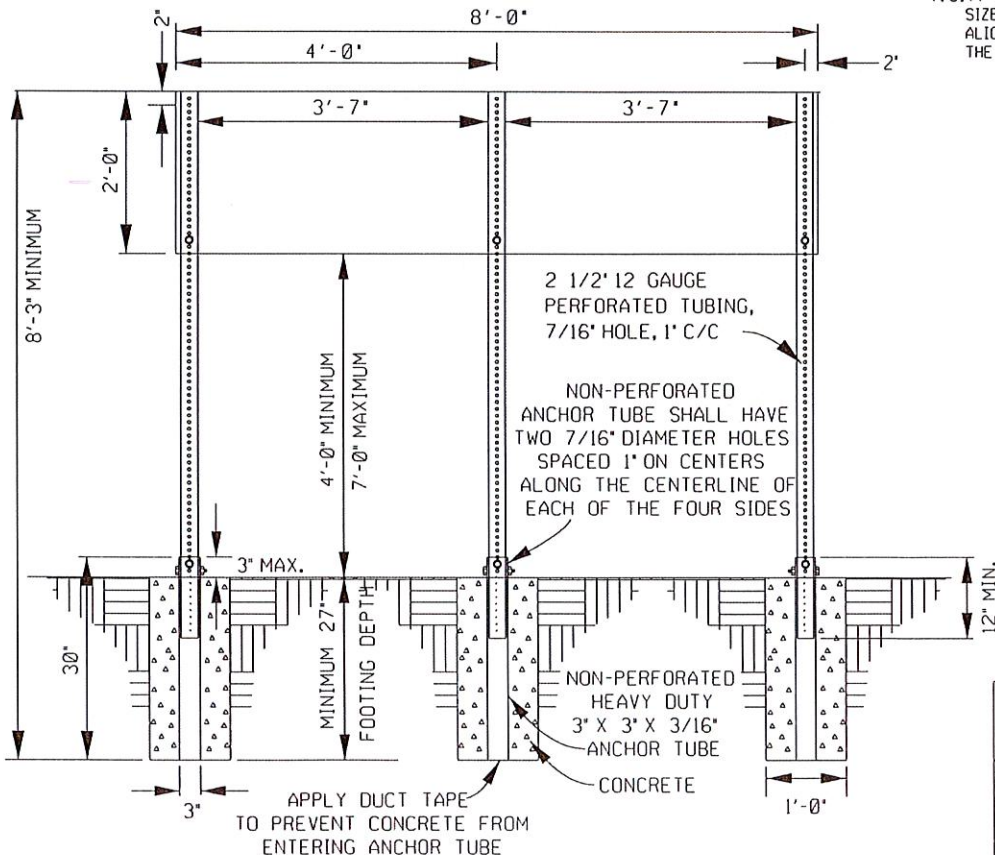 2"
8'-0"
4'-0"
2"
SIZE
THE
3'-7"
3'-7"
2'-0"
8'-3" MINIMUM
2 1/2" 12 GAUGE
PERFORATED TUBING,
7/16" HOLE, 1" C/C
4'-0" MINIMUM
7'-0" MAXIMUM
NON-PERFORATED
ANCHOR TUBE SHALL HAVE
TWO 7/16" DIAMETER HOLES
SPACED 1" ON CENTERS
ALONG THE CENTERLINE OF
EACH OF THE FOUR SIDES
3" MAX.
12" MIN.
30"
MINIMUM 27"
FOOTING DEPTH
NON-PERFORATED
HEAVY DUTY
3" X 3" X 3/16"
ANCHOR TUBE
CONCRETE
3"
APPLY DUCT TAPE
TO PREVENT CONCRETE FROM
ENTERING ANCHOR TUBE
1'-0"